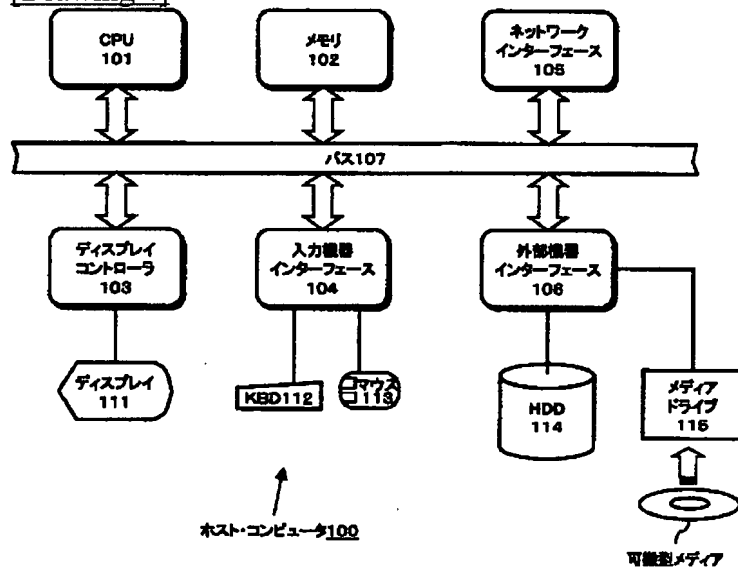 CPU
101
メモリ
102
ネットワーク
インターフェース
105
バス107
ディスプレイ
コントローラ
103
入力機器
インターフェース
104
外部機器
インターフェース
106
ディスプレイ
111
KBD112
マウス
113
HDD
114
メディア
ドライブ
115
ホスト・コンピュータ100
可搬型メディア